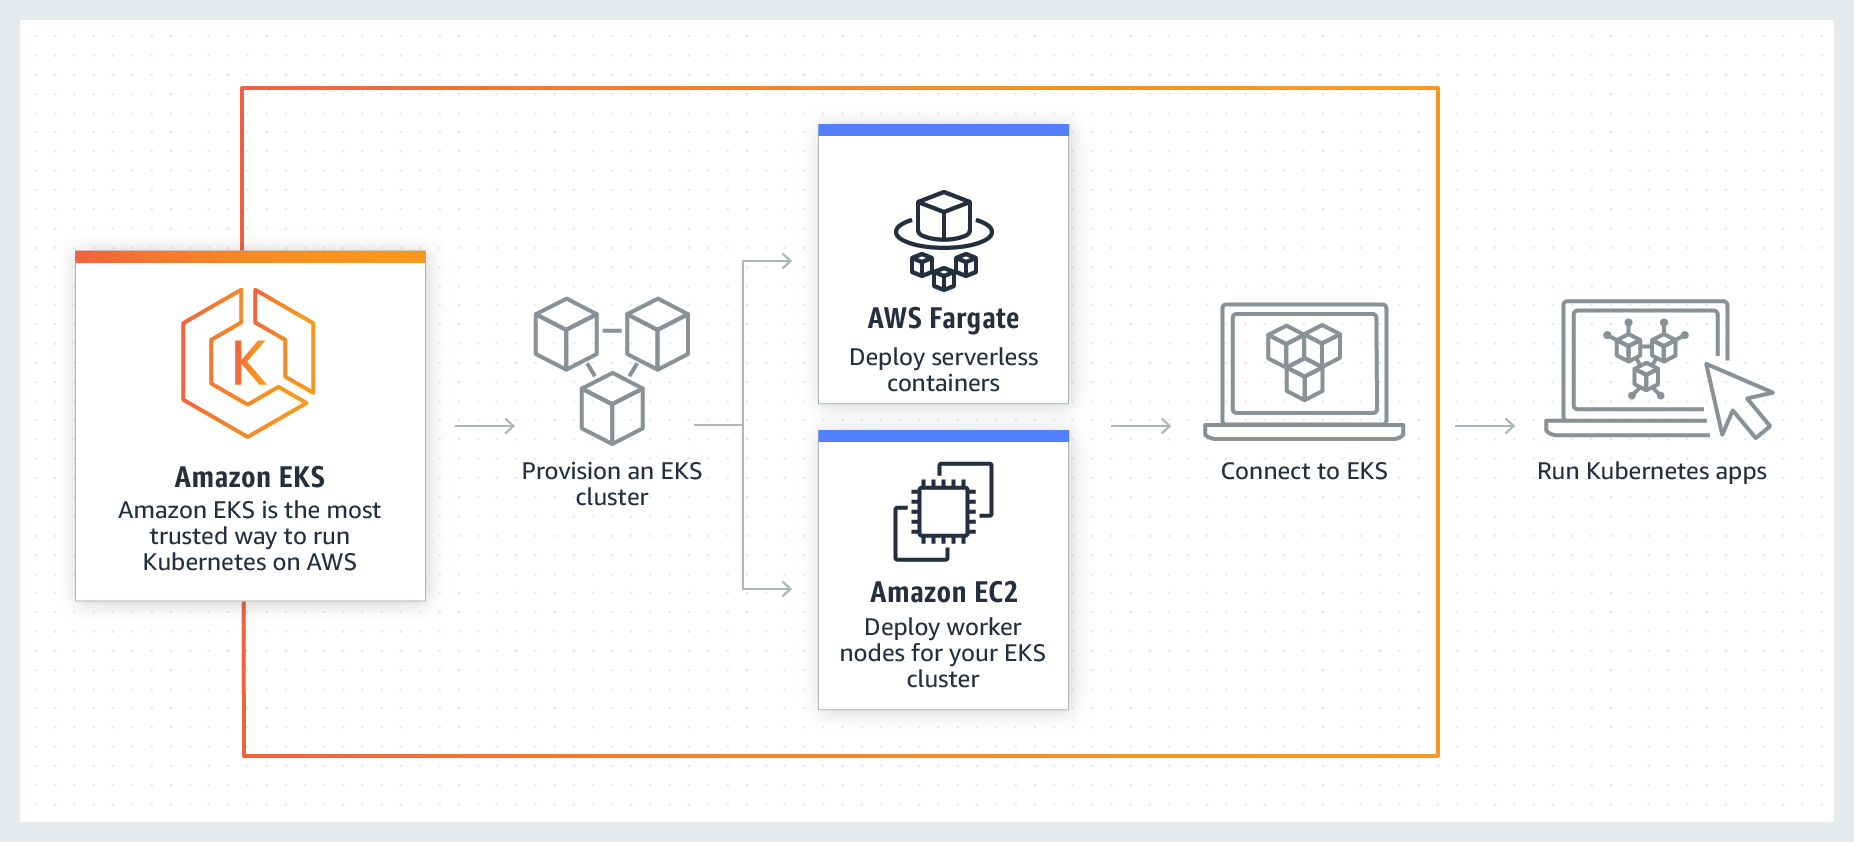 K
Amazon EKS
Amazon EKS is the most
trusted way to run
Kubernetes on AWS
Provision an EKS
cluster
AWS Fargate
Deploy serverless
containers
Amazon EC2
Deploy worker
nodes for your EKS
cluster
Connect to EKS
Run Kubernetes apps